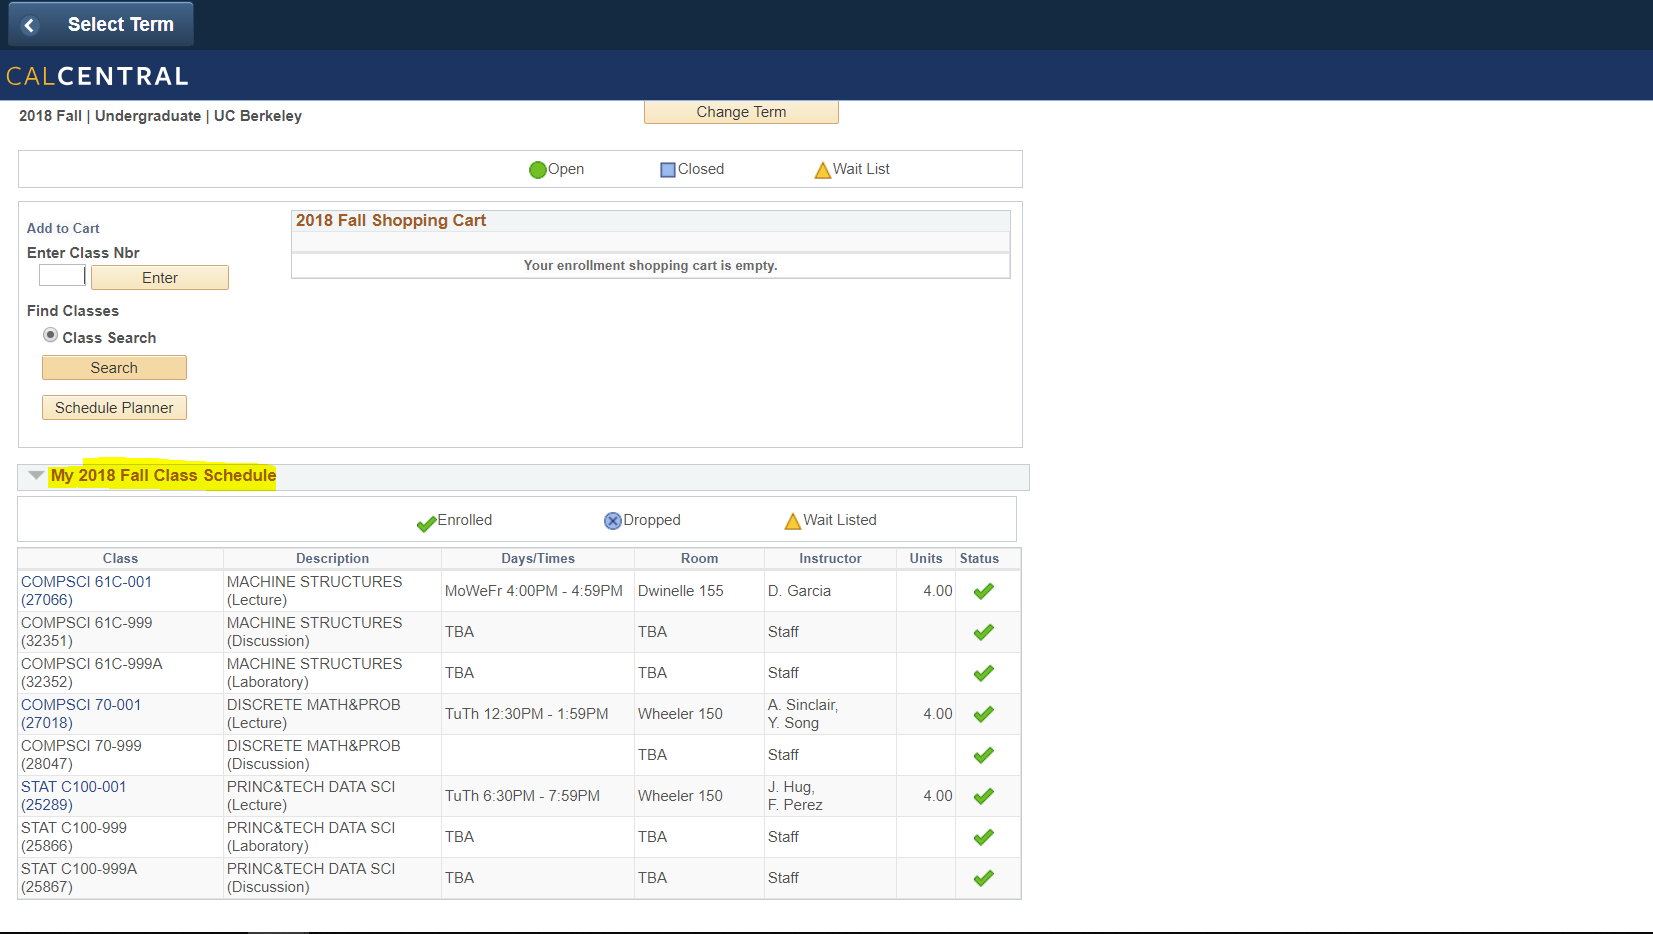 Select Term
CALCENTRAL
2018 Fall | Undergraduate | UC Berkeley
Change Term
Open Closed Wait List
Add to Cart
2018 Fall Shopping Cart
Enter Class Nbr
Enter
Your enrollment shopping cart is empty.
Find Classes
Class Search
Search
Schedule Planner
My 2018 Fall Class Schedule
Enrolled Dropped Wait Listed
Class Description Days/Times Room Instructor Units Status
COMPSCI 61C-001 MACHINE STRUCTURES
MoWeFr 4:00PM - 4:59PM Dwinelle 155 D. Garcia 4.00
(27066) (Lecture)
COMPSCI 61C-999 MACHINE STRUCTURES
TBA TBA Staff
(32351) (Discussion)
COMPSCI 61C-999A MACHINE STRUCTURES
TBA TBA Staff
(32352) (Laboratory)
COMPSCI 70-001 DISCRETE MATH&PROB A. Sinclair,
TuTh 12:30PM - 1:59PM Wheeler 150 4.00
(27018) (Lecture) Y. Song
COMPSCI 70-999 DISCRETE MATH&PROB
TBA Staff
(28047) (Discussion)
STAT C100-001 PRINC&TECH DATA SCI J. Hug,
TuTh 6:30PM - 7:59PM Wheeler 150 4.00
(25289) (Lecture) F. Perez
STAT C100-999 PRINC&TECH DATA SCI
TBA TBA Staff
(25866) (Laboratory)
STAT C100-999A PRINC&TECH DATA SCI
TBA TBA Staff
(25867) (Discussion)